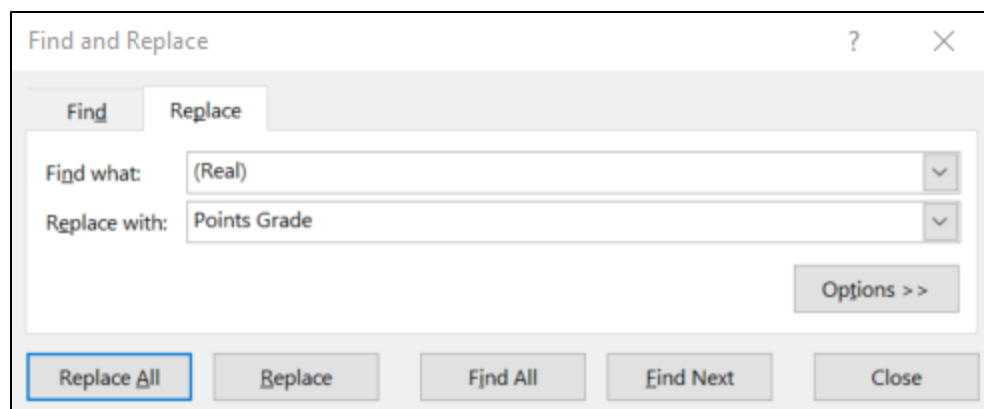 Find and Replace ?
Find Replace
Find what: (Real)
Replace with: Points Grade
Options >>
Replace All Replace Find All Find Next Close